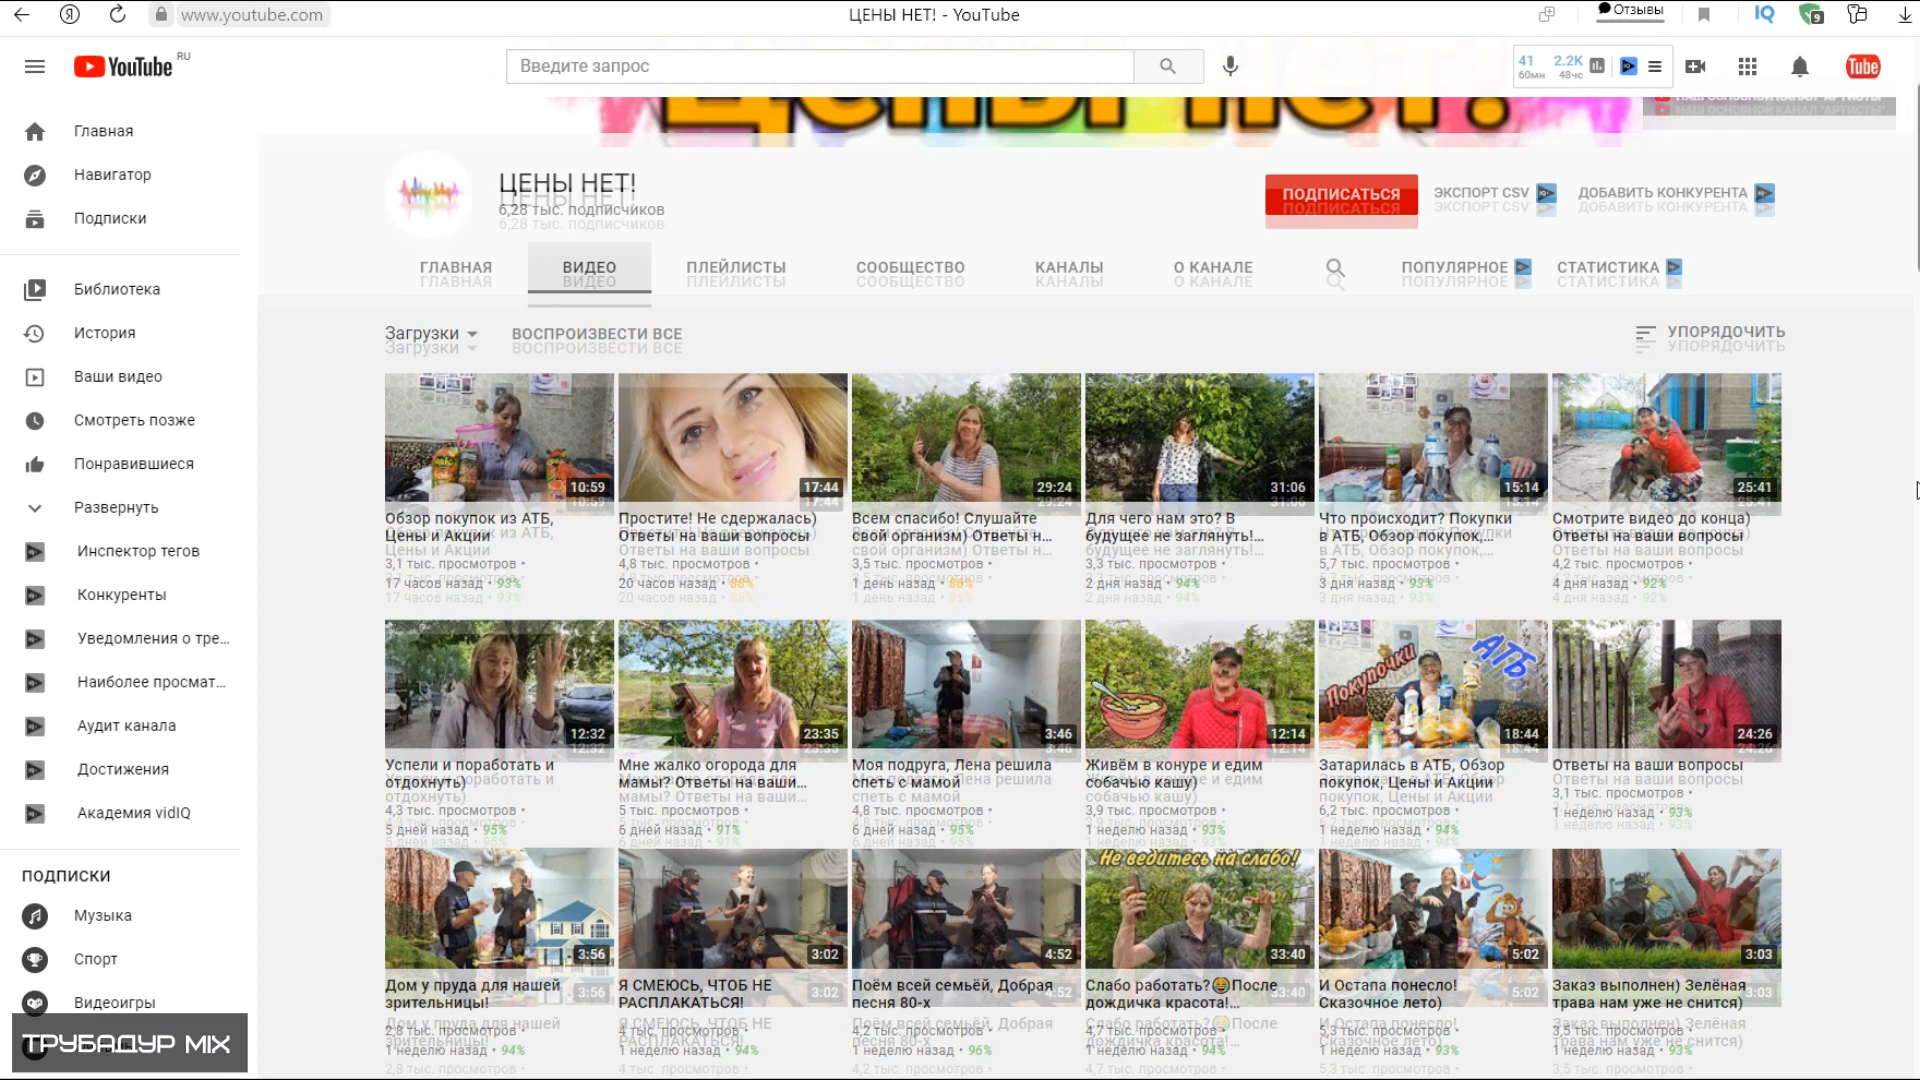 www.youtube.com
ЦЕНЫ НЕТ! - YouTube
Отзывы
IQ
9
YouTube RU
Введите запрос
41
60мн
2.2K
48чс
Tube
Цены нет!
НАШ ОСНОВНОЙ КАНАЛ "АРТИСТЫ"
Главная
Навигатор
Подписки
Библиотека
История
Ваши видео
Смотреть позже
Понравившиеся
Развернуть
Инспектор тегов
Конкуренты
Уведомления о тре...
Наиболее просмат...
Аудит канала
Достижения
Академия vidIQ
ПОДПИСКИ
Музыка
Спорт
Видеоигры
ТРУБАДУР MIX
ЦЕНЫ НЕТ!
6,28 тыс. подписчиков
ПОДПИСАТЬСЯ
ЭКСПОРТ CSV
ДОБАВИТЬ КОНКУРЕНТА
ГЛАВНАЯ
ВИДЕО
ПЛЕЙЛИСТЫ
СООБЩЕСТВО
КАНАЛЫ
О КАНАЛЕ
ПОПУЛЯРНОЕ
СТАТИСТИКА
Загрузки
ВОСПРОИЗВЕСТИ ВСЕ
УПОРЯДОЧИТЬ
10:59
Обзор покупок из АТБ,
Цены и Акции
3,1 тыс. просмотров •
17 часов назад • 93%
17:44
Простите! Не сдержалась)
Ответы на ваши вопросы
4,8 тыс. просмотров •
20 часов назад • 88%
29:24
Всем спасибо! Слушайте
свой организм) Ответы н...
3,5 тыс. просмотров •
1 день назад •
31:06
Для чего нам это? В
будущее не заглянуть!...
3,3 тыс. просмотров •
2 дня назад • 94%
15:14
Что происходит? Покупки
в АТБ, Обзор покупок,...
5,7 тыс. просмотров •
3 дня назад • 93%
25:41
Смотрите видео до конца)
Ответы на ваши вопросы
4,2 тыс. просмотров •
4 дня назад • 92%
12:32
Успели и поработать и
отдохнуть)
4,3 тыс. просмотров •
5 дней назад • 95%
23:35
Мне жалко огорода для
мамы? Ответы на ваши...
5 тыс. просмотров •
6 дней назад • 91%
3:46
Моя подруга, Лена решила
спеть с мамой
4,8 тыс. просмотров •
6 дней назад • 95%
12:14
Живём в конуре и едим
собачью кашу)
3,9 тыс. просмотров •
1 неделю назад • 93%
Покупочки
АТБ
18:44
Затарилась в АТБ, Обзор
покупок, Цены и Акции
6,2 тыс. просмотров •
1 неделю назад • 94%
24:26
Ответы на ваши вопросы
3,1 тыс. просмотров •
1 неделю назад • 93%
3:56
Дом у пруда для нашей
зрительницы!
2,8 тыс. просмотров •
1 неделю назад • 94%
3:02
Я СМЕЮСЬ, ЧТОБ НЕ
РАСПЛАКАТЬСЯ!
4 тыс. просмотров •
1 неделю назад • 94%
4:52
Поём всей семьёй, Добрая
песня 80-х
4,2 тыс. просмотров •
1 неделю назад • 96%
Не ведитесь на слабо!
33:40
Слабо работать?😂После
дождичка красота!...
4,7 тыс. просмотров •
1 неделю назад • 94%
5:02
И Остапа понесло!
Сказочное лето)
5,3 тыс. просмотров •
1 неделю назад • 93%
3:03
Заказ выполнен) Зелёная
трава нам уже не снится)
3,5 тыс. просмотров •
1 неделю назад • 93%